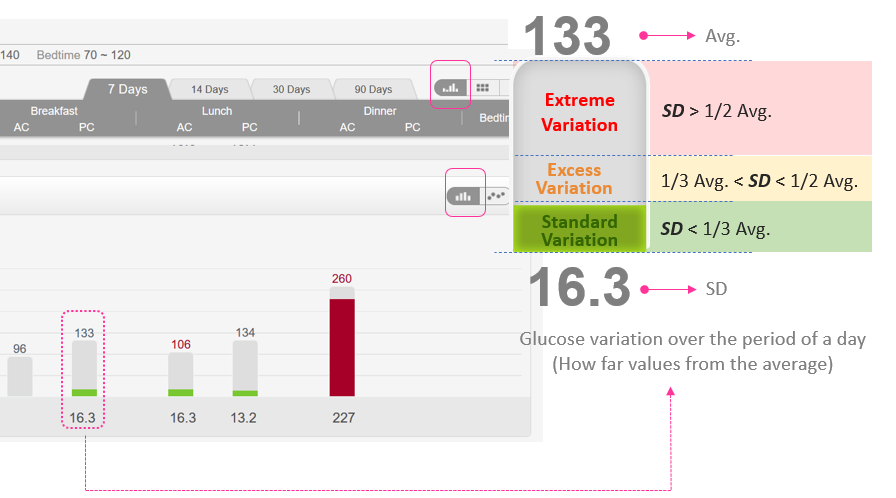 133
Avg.
140 Bedtime 70 ~ 120
7 Days 14 Days 30 Days 90 Days
Breakfast Lunch Dinner
AC PC AC PC AC PC
Extreme
Variation
SD > 1/2 Avg.
Excess
Variation
1/3 Avg. < SD < 1/2 Avg.
Standard
Variation
SD < 1/3 Avg.
16.3
SD
Glucose variation over the period of a day
(How far values from the average)
96 133 106 134 260
16.3 16.3 13.2 227